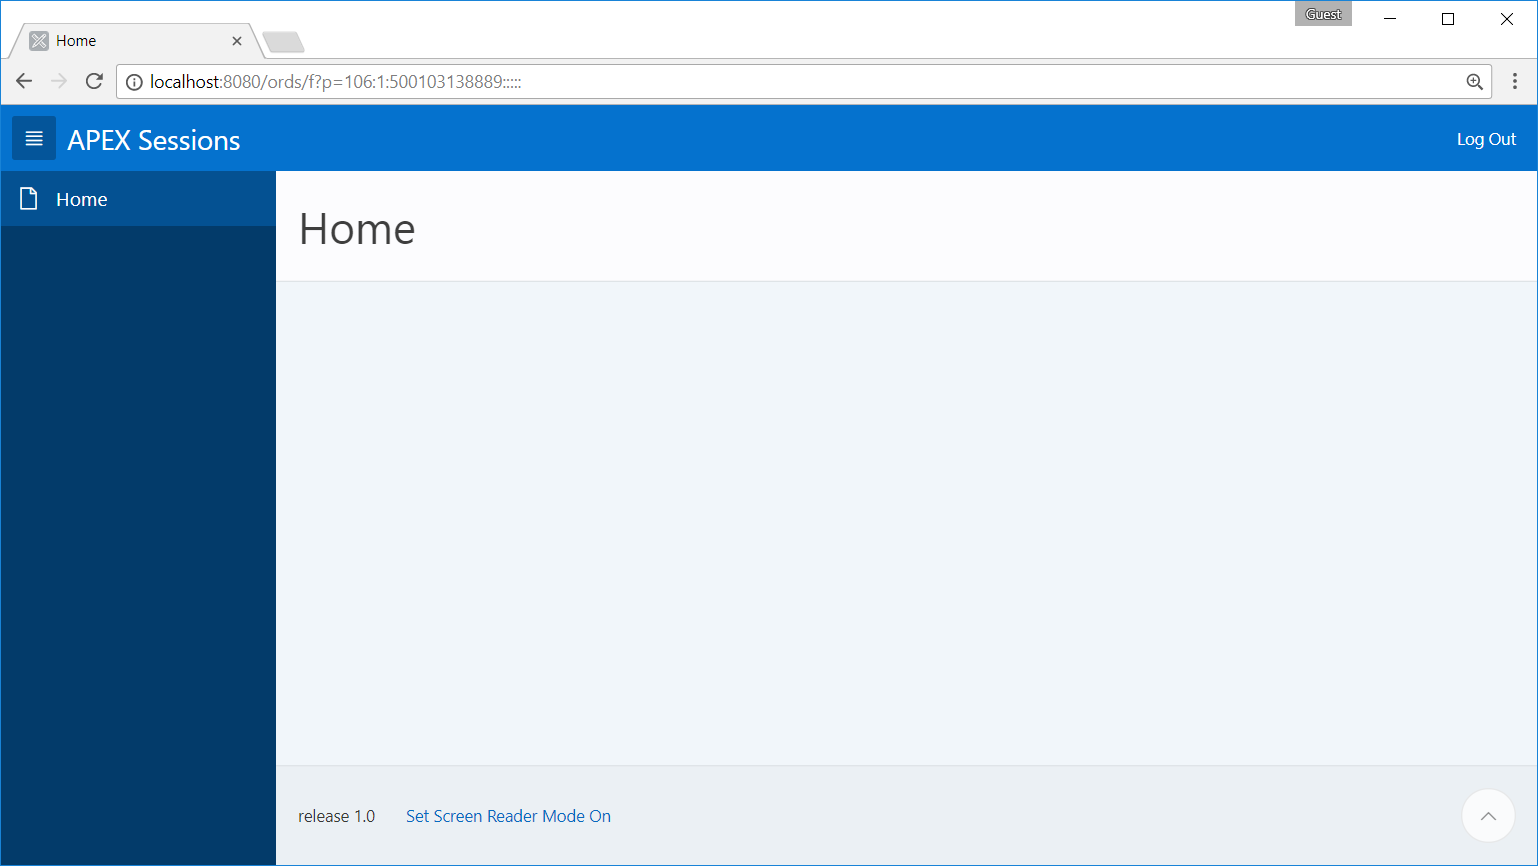 Guest
Home
localhost:8080/ords/f?p=106:1:500103138889:::::
APEX Sessions
Log Out
Home
Home
release 1.0 Set Screen Reader Mode On